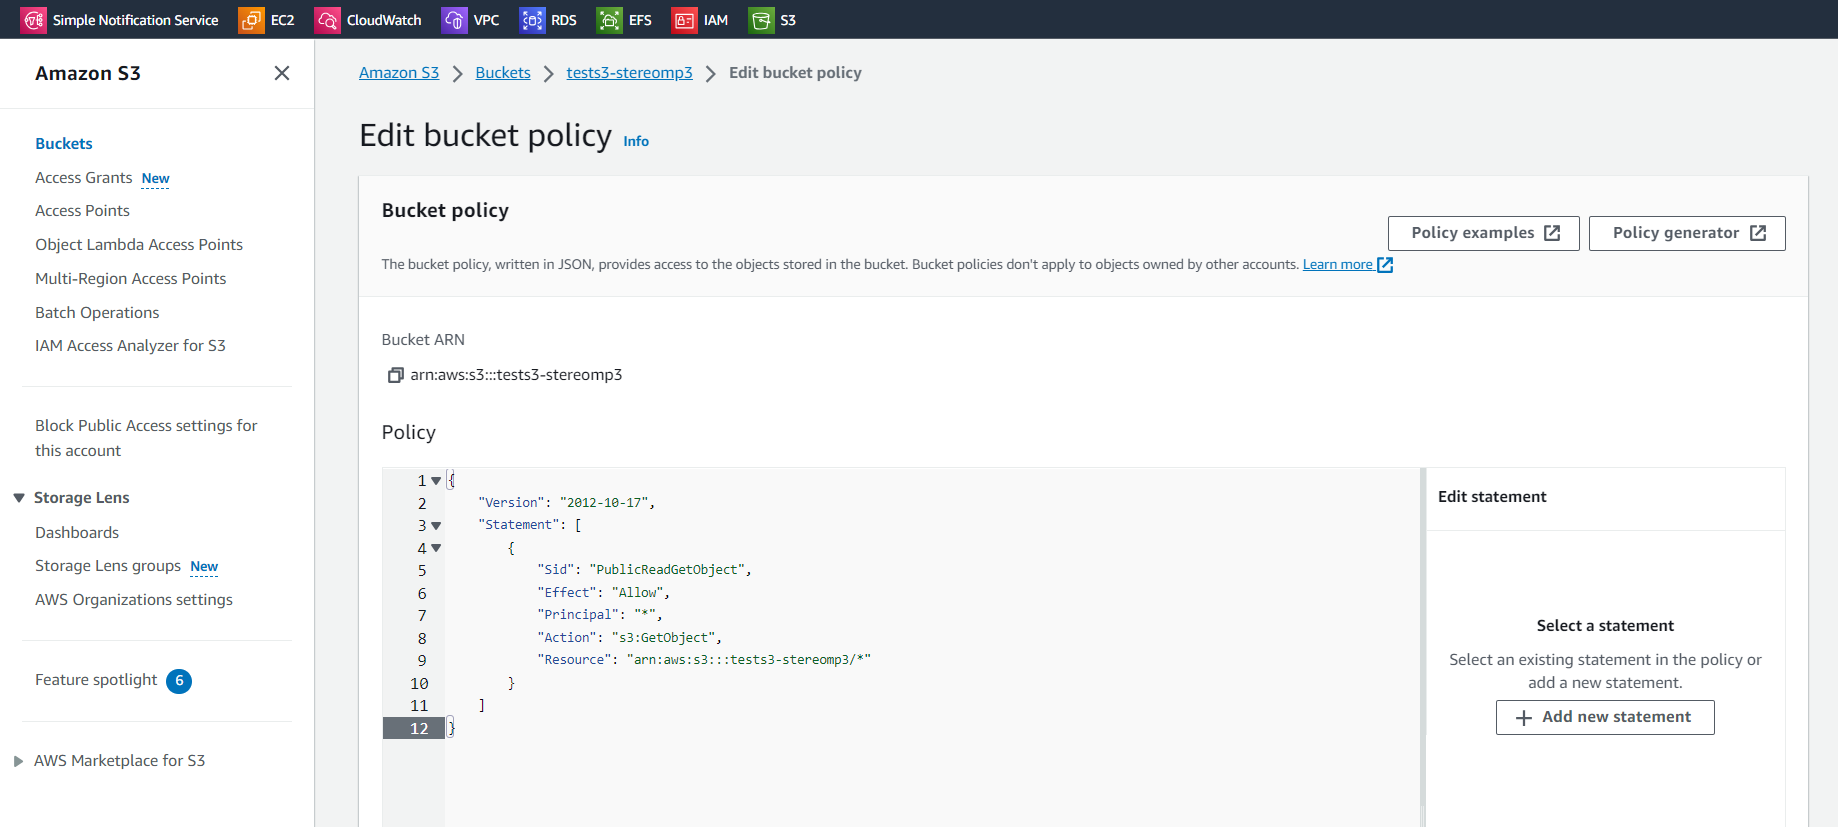 Simple Notification Service EC2 CloudWatch VPC RDS EFS IAM S3
Amazon S3
Buckets
Access Grants New
Access Points
Object Lambda Access Points
Multi-Region Access Points
Batch Operations
IAM Access Analyzer for S3
Block Public Access settings for
this account
Storage Lens
Dashboards
Storage Lens groups New
AWS Organizations settings
Feature spotlight 6
AWS Marketplace for S3
Amazon S3 Buckets tests3-stereomp3 Edit bucket policy
Edit bucket policy Info
Bucket policy
Policy examples Policy generator
The bucket policy, written in JSON, provides access to the objects stored in the bucket. Bucket policies don't apply to objects owned by other accounts. Learn more
Bucket ARN
arn:aws:s3:::tests3-stereomp3
Policy
1 {
2 "Version": "2012-10-17",
3 "Statement": [
4 {
5 "Sid": "PublicReadGetObject",
6 "Effect": "Allow",
7 "Principal": "*",
8 "Action": "s3:GetObject",
9 "Resource": "arn:aws:s3:::tests3-stereomp3/*"
10 }
11 ]
12 }
Edit statement
Select a statement
Select an existing statement in the policy or
add a new statement.
Add new statement